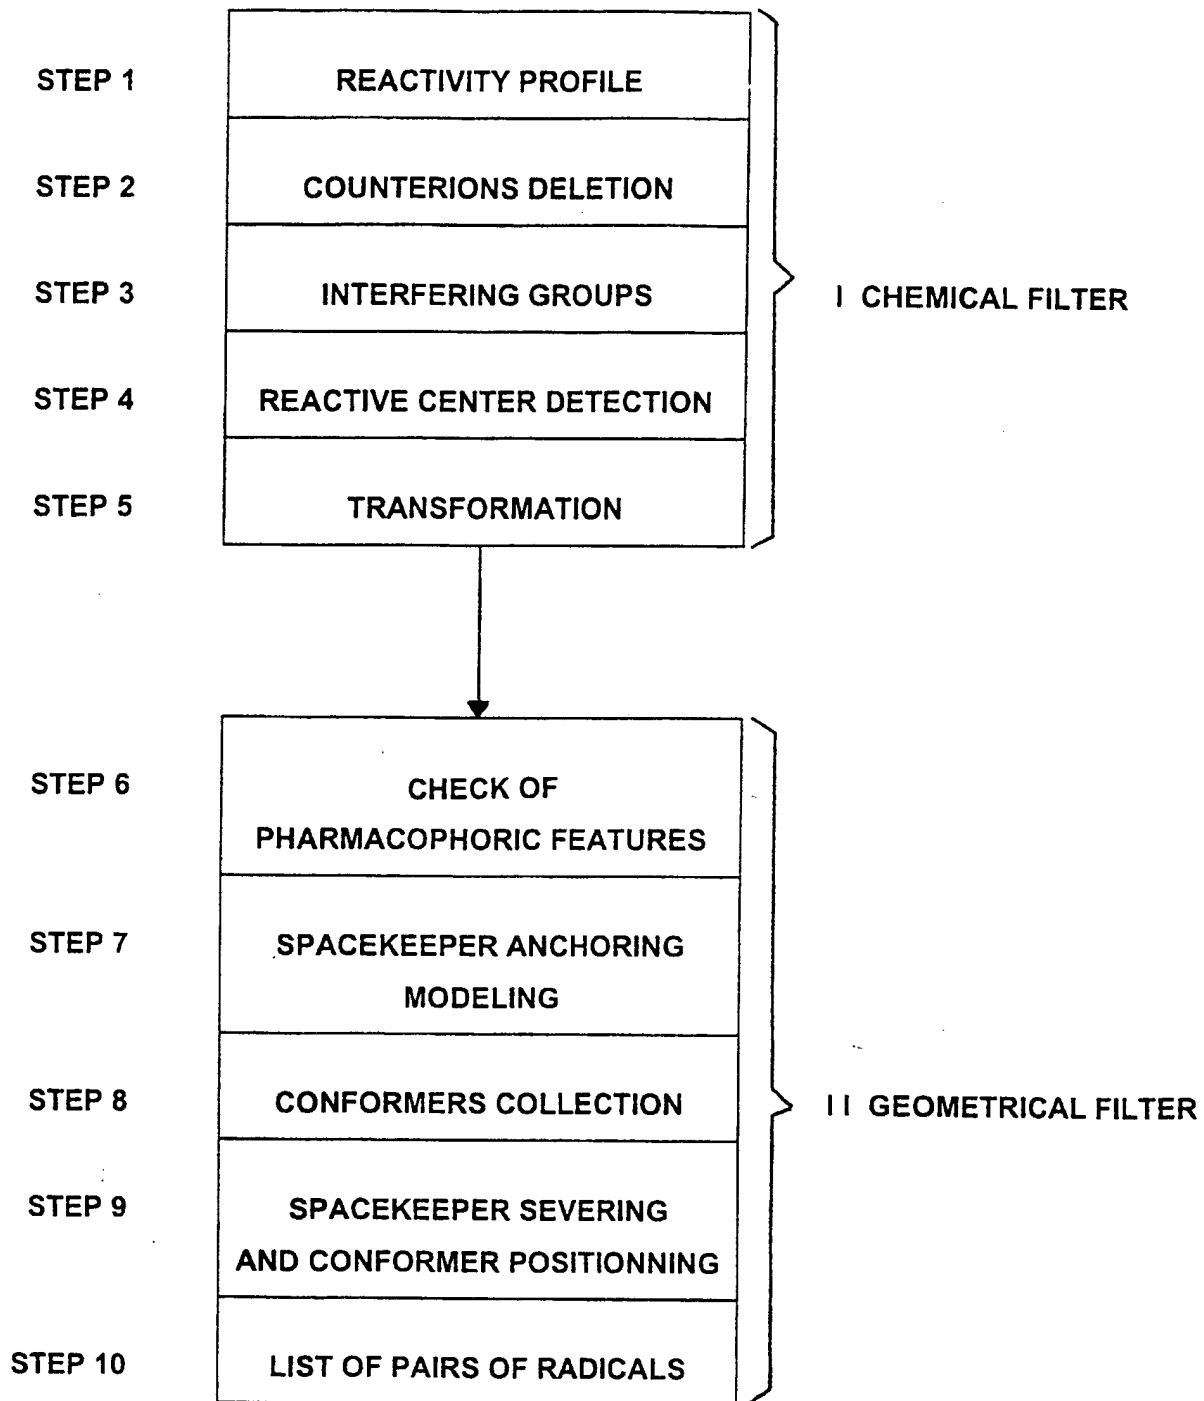 STEP 1 REACTIVITY PROFILE
STEP 2 COUNTERIONS DELETION
STEP 3 INTERFERING GROUPS
I CHEMICAL FILTER
STEP 4 REACTIVE CENTER DETECTION
STEP 5 TRANSFORMATION
STEP 6 CHECK OF
PHARMACOPHORIC FEATURES
STEP 7 SPACEKEEPER ANCHORING
MODELING
STEP 8 CONFORMERS COLLECTION
II GEOMETRICAL FILTER
STEP 9 SPACEKEEPER SEVERING
AND CONFORMER POSITIONNING
STEP 10 LIST OF PAIRS OF RADICALS